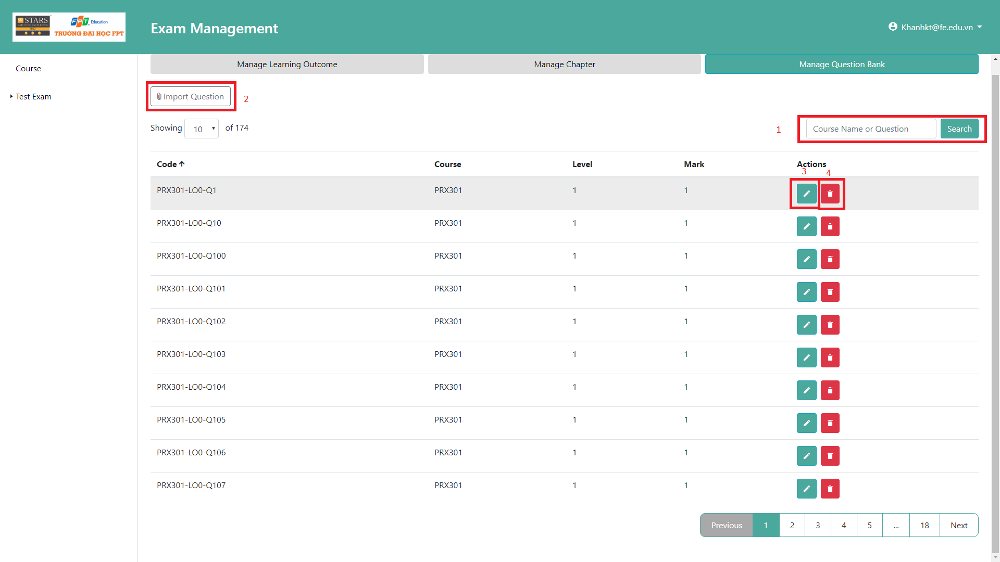 STARS
RATED FOR EXCELLENCE
2012
FPT Education
TRƯỜNG ĐẠI HỌC FPT
Exam Management
Khanhkt@fe.edu.vn
Course
Test Exam
Manage Learning Outcome
Manage Chapter
Manage Question Bank
Import Question
2
Showing 10 of 174
1
Course Name or Question
Search
Code Course Level Mark Actions
3 4
PRX301-LO0-Q1 PRX301 1 1
PRX301-LO0-Q10 PRX301 1 1
PRX301-LO0-Q100 PRX301 1 1
PRX301-LO0-Q101 PRX301 1 1
PRX301-LO0-Q102 PRX301 1 1
PRX301-LO0-Q103 PRX301 1 1
PRX301-LO0-Q104 PRX301 1 1
PRX301-LO0-Q105 PRX301 1 1
PRX301-LO0-Q106 PRX301 1 1
PRX301-LO0-Q107 PRX301 1 1
Previous 1 2 3 4 5 ... 18 Next